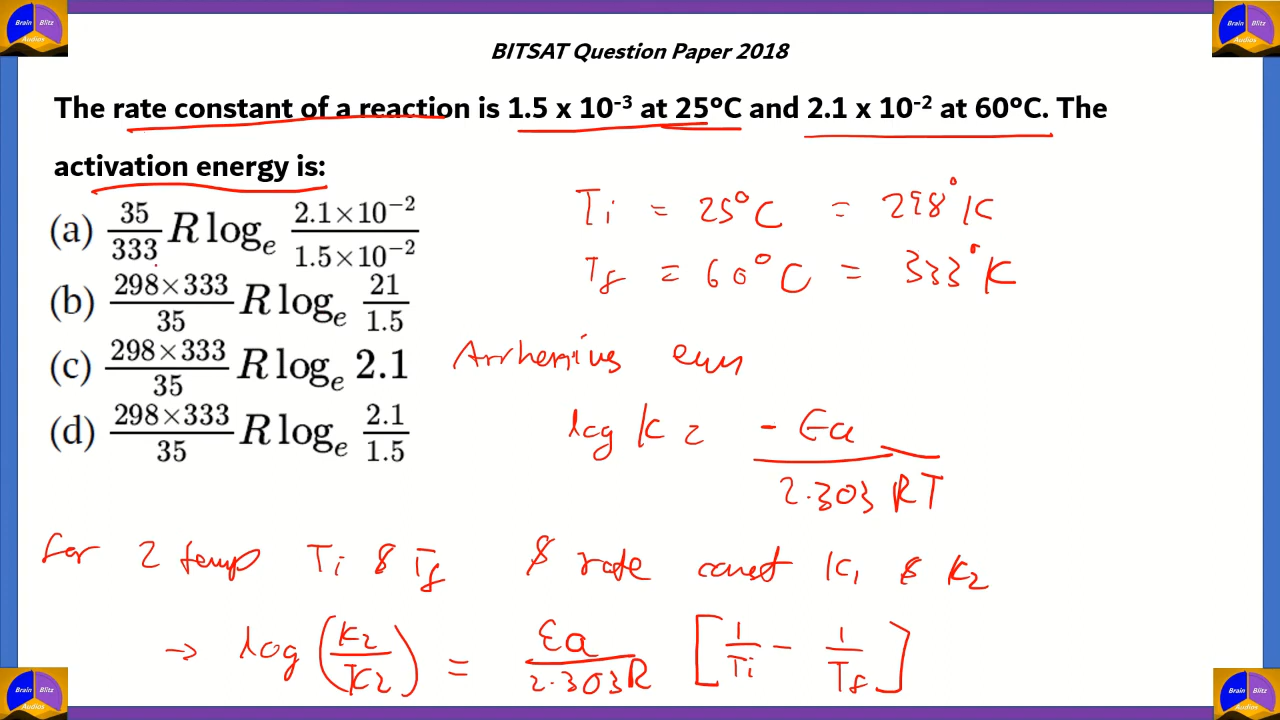 Brain Blitz Audios
Brain Blitz Audios
BITSAT Question Paper 2018
The rate constant of a reaction is 1.5 x 10⁻³ at 25°C and 2.1 x 10⁻² at 60°C. The
activation energy is:
(a) 35/333 R logₑ 2.1×10⁻²/1.5×10⁻²
(b) 298×333/35 R logₑ 21/1.5
(c) 298×333/35 R logₑ 2.1
(d) 298×333/35 R logₑ 2.1/1.5
Ti = 25°C = 298°K
Tf = 60°C = 333°K
Arrhenius eqn
log K = -Ea/2.303 RT
For 2 temp Ti & Tf & rate const K₁ & K₂
→ log (K₂/K₂) = Ea/2.303R [1/Ti - 1/Tf]
Brain Blitz Audios
Brain Blitz Audios